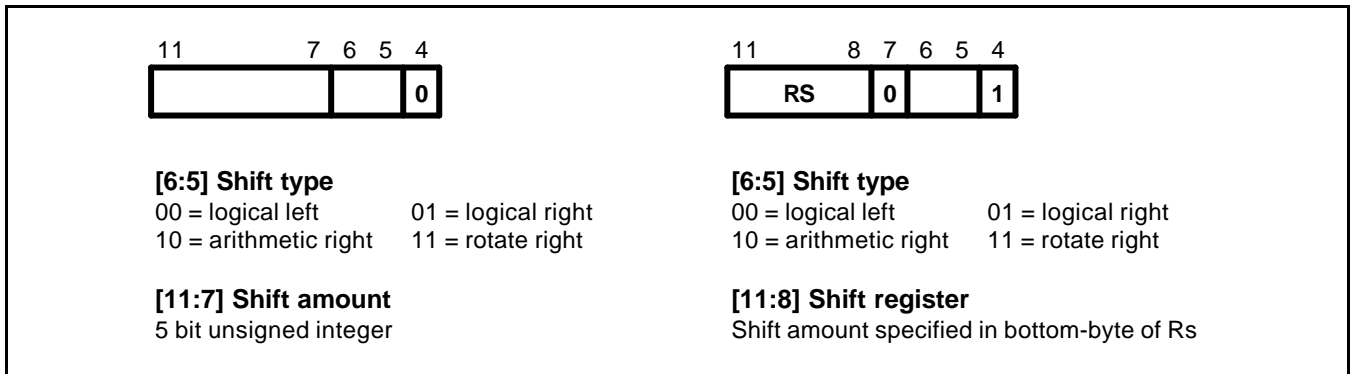 11 7 6 5 4
0
[6:5] Shift type
00 = logical left 01 = logical right
10 = arithmetic right 11 = rotate right
[11:7] Shift amount
5 bit unsigned integer
11 8 7 6 5 4
RS 0 1
[6:5] Shift type
00 = logical left 01 = logical right
10 = arithmetic right 11 = rotate right
[11:8] Shift register
Shift amount specified in bottom-byte of Rs